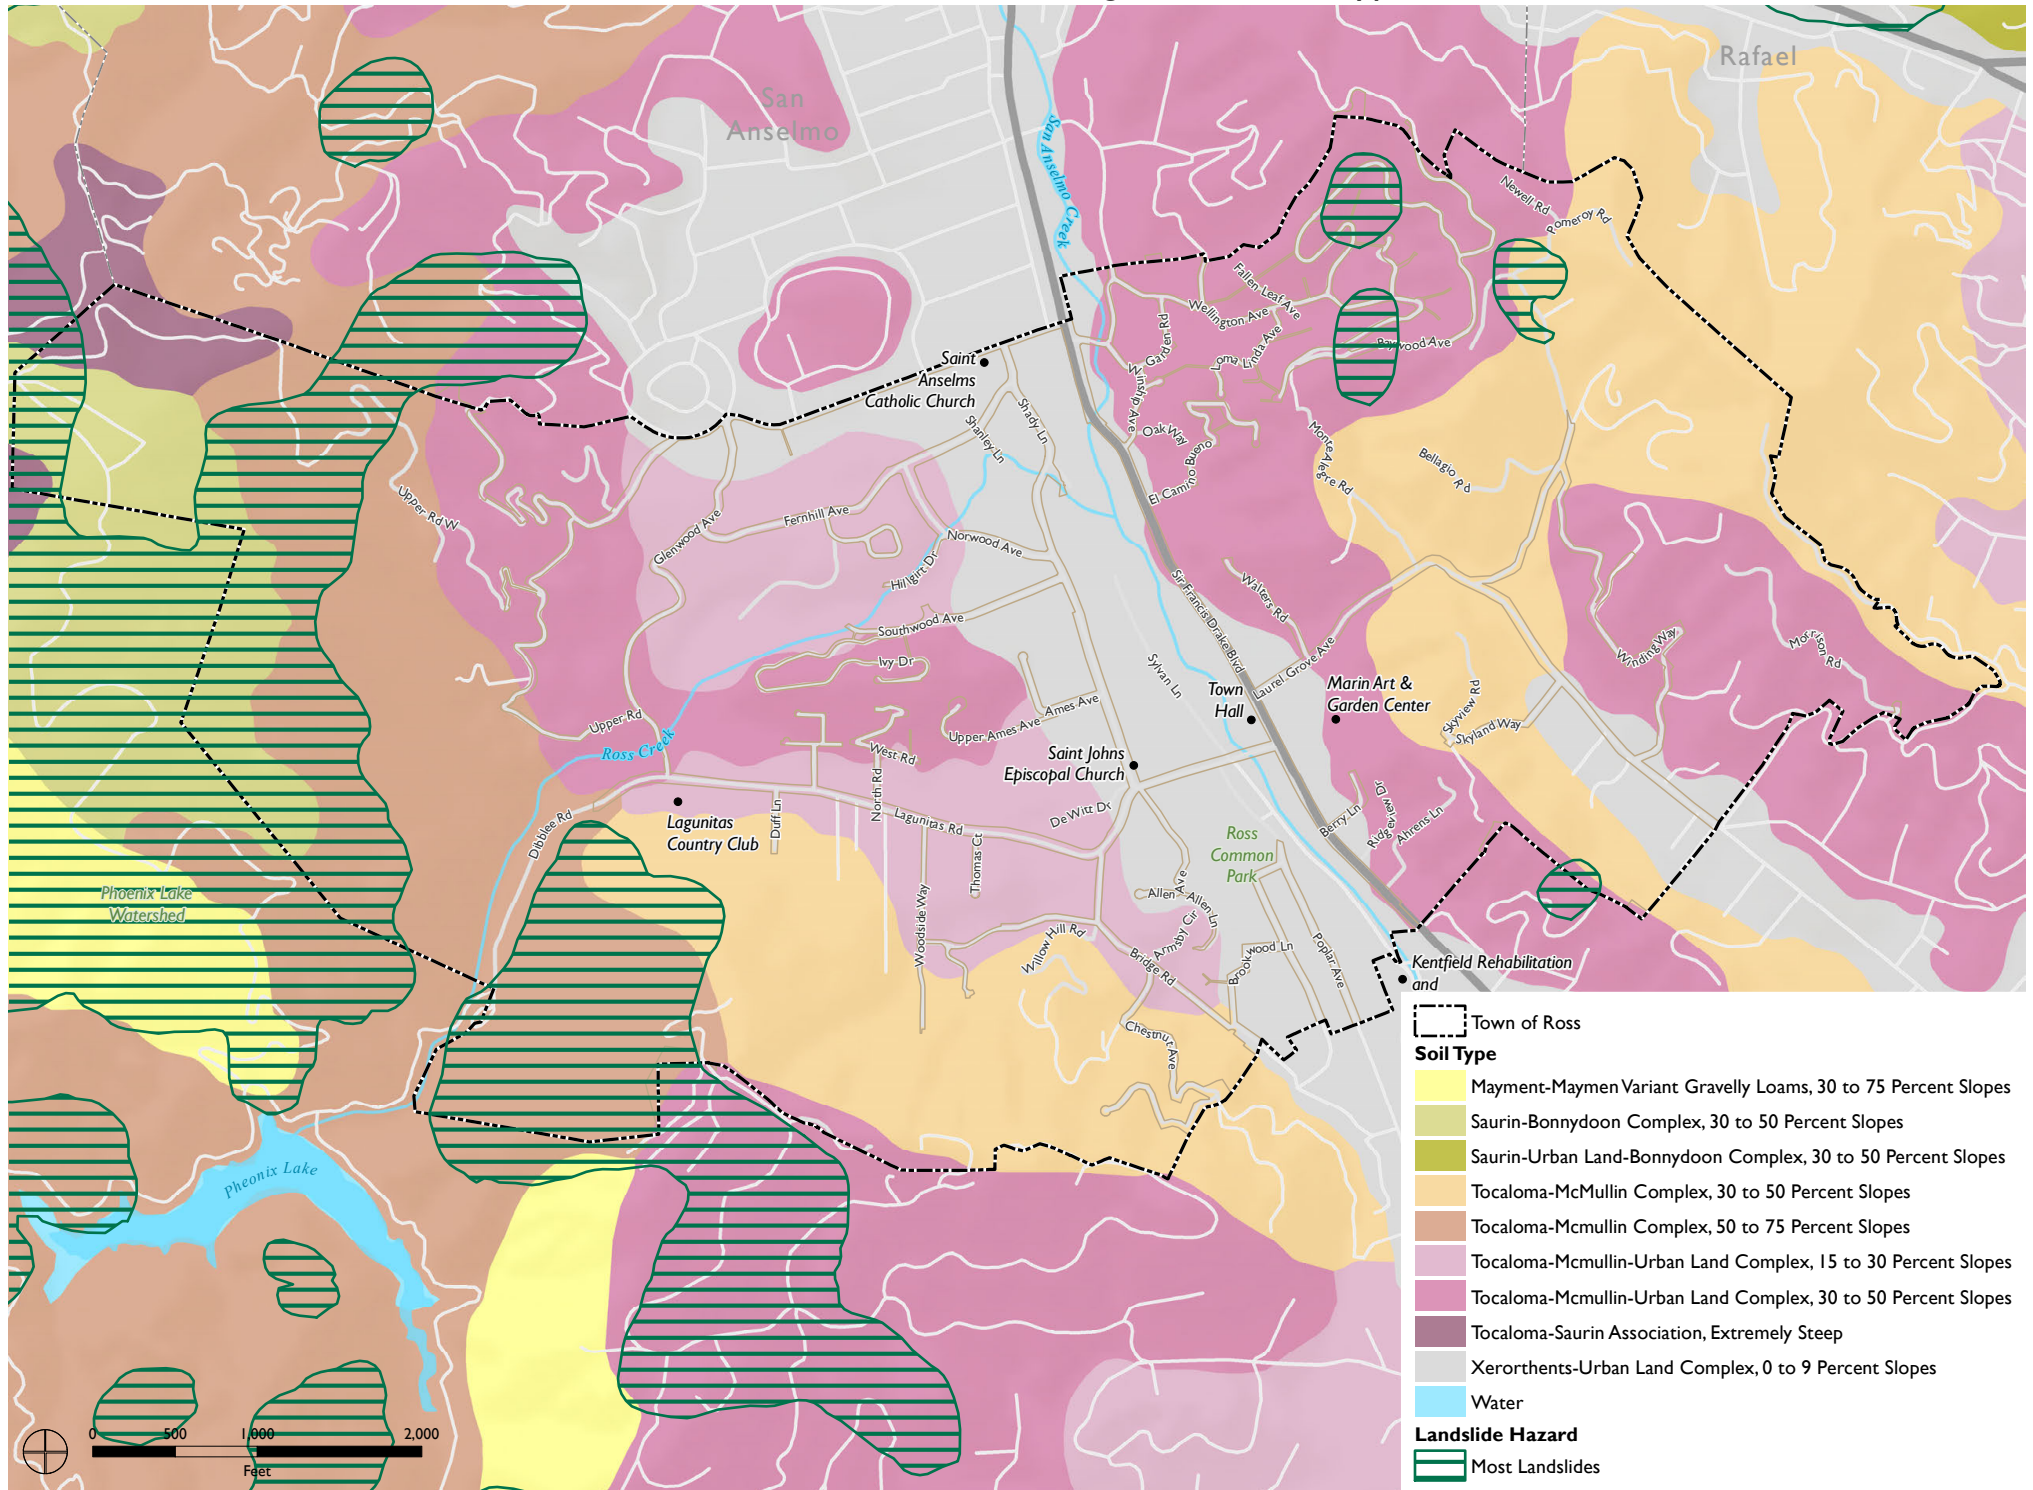 Rafael
San
Anselmo
San Anselmo Creek
Newell Rd
Pomeroy Rd
Fallen Leaf Ave
Wellington Ave
Garden Rd
Loma Linda Ave
Baywood Ave
Winship Ave
Saint
Anselms
Catholic Church
Shady Ln
Shanley Ln
Oak Way
El Camino Bueno
Monte Alegre Rd
Bellagio Rd
Upper Rd W
Glenwood Ave
Fernhill Ave
Norwood Ave
Hillgirt Dr
Southwood Ave
Ivy Dr
Sir Francis Drake Blvd
Walters Rd
Laurel Grove Ave
Sylvan Ln
Winding Way
Morrison Rd
Town
Hall
Marin Art &
Garden Center
Skyview Rd
Skyland Way
Upper Rd
Ross Creek
Ames Ave
Upper Ames Ave
West Rd
North Rd
Saint Johns
Episcopal Church
Lagunitas
Country Club
Duff Ln
Dibblee Rd
Lagunitas Rd
De Witt Dr
Thomas Ct
Woodside Way
Ross
Common
Park
Berry Ln
Ridgeview Dr
Ahrens Ln
Allen Ave
Allen Ln
Armsby Cir
Willow Hill Rd
Bridge Rd
Brookwood Ln
Poplar Ave
Chestnut Ave
Phoenix Lake
Watershed
Kentfield Rehabilitation
and
Pheonix Lake
Town of Ross
Soil Type
Mayment-Maymen Variant Gravelly Loams, 30 to 75 Percent Slopes
Saurin-Bonnydoon Complex, 30 to 50 Percent Slopes
Saurin-Urban Land-Bonnydoon Complex, 30 to 50 Percent Slopes
Tocaloma-McMullin Complex, 30 to 50 Percent Slopes
Tocaloma-Mcmullin Complex, 50 to 75 Percent Slopes
Tocaloma-Mcmullin-Urban Land Complex, 15 to 30 Percent Slopes
Tocaloma-Mcmullin-Urban Land Complex, 30 to 50 Percent Slopes
Tocaloma-Saurin Association, Extremely Steep
Xerorthents-Urban Land Complex, 0 to 9 Percent Slopes
Water
Landslide Hazard
Most Landslides
0 500 1,000 2,000
Feet